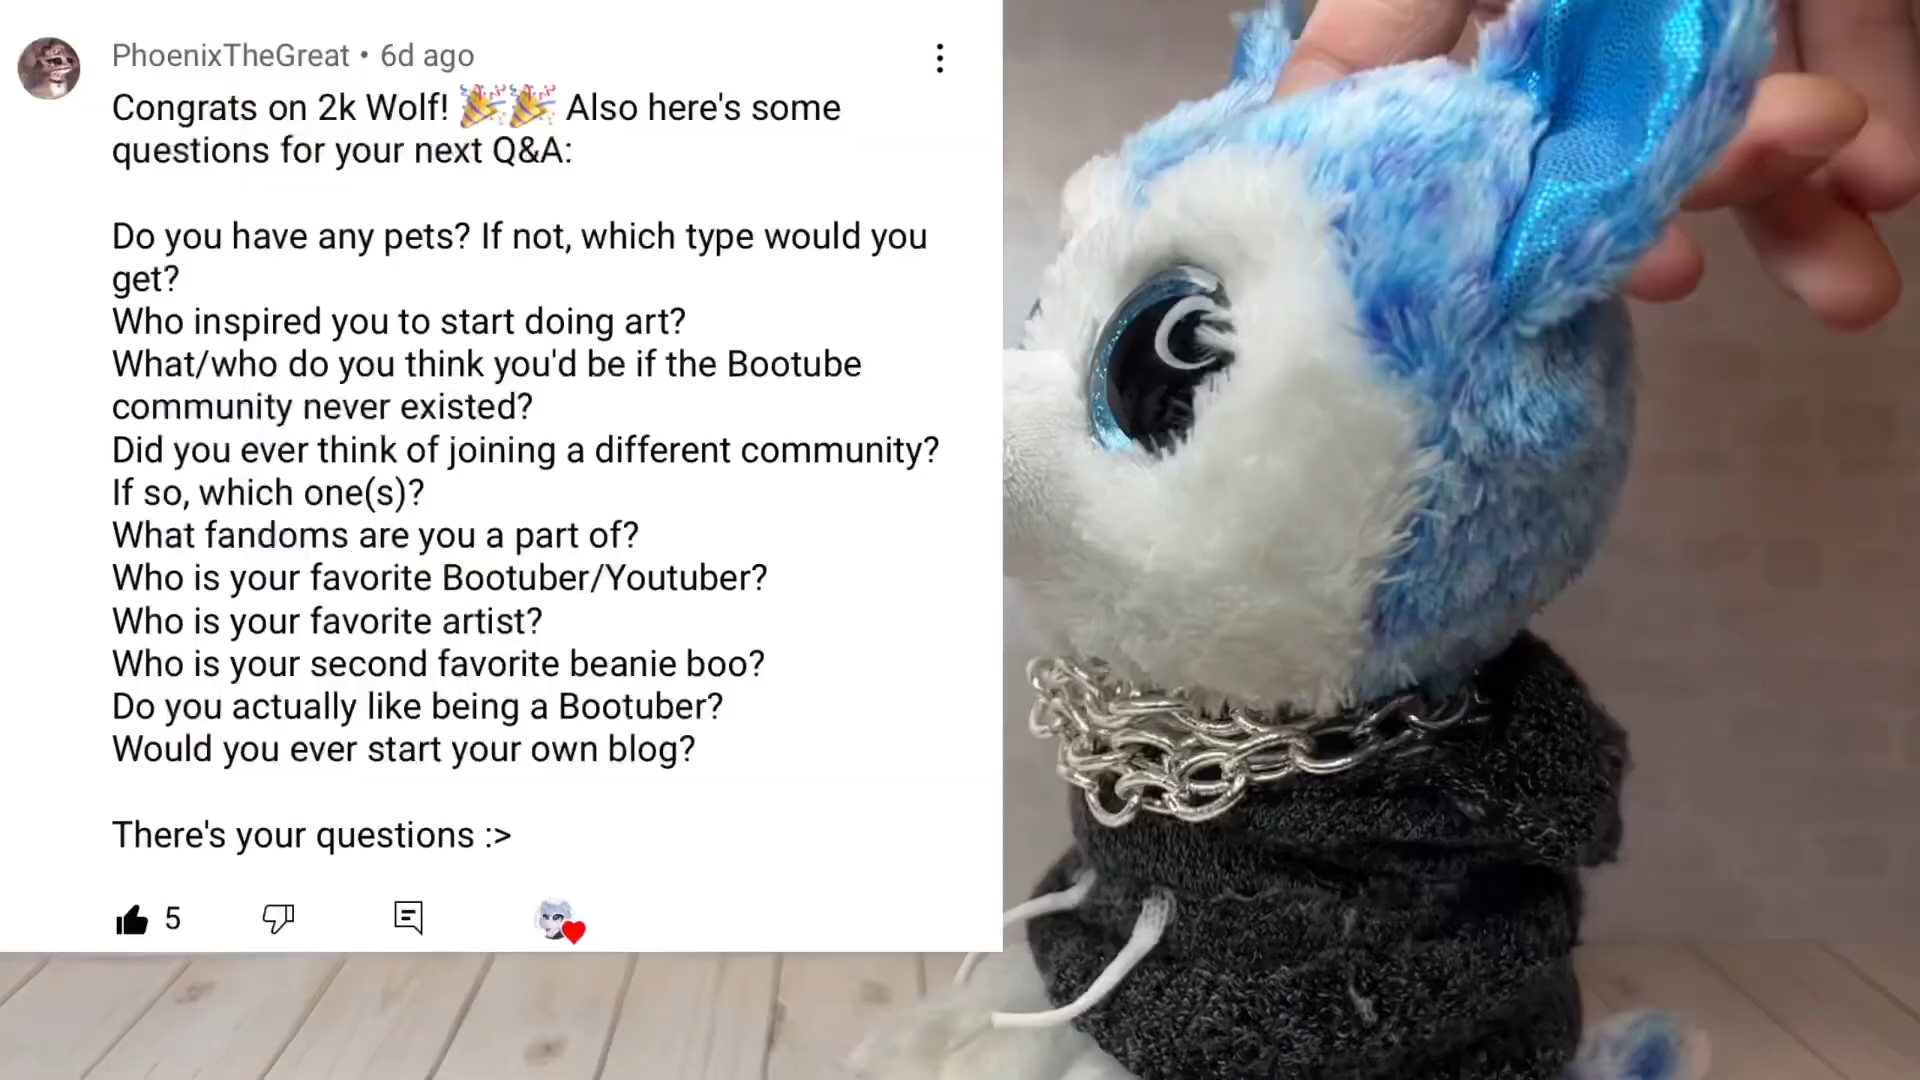 PhoenixTheGreat • 6d ago
Congrats on 2k Wolf! 🎉🎉 Also here's some
questions for your next Q&A:
Do you have any pets? If not, which type would you
get?
Who inspired you to start doing art?
What/who do you think you'd be if the Bootube
community never existed?
Did you ever think of joining a different community?
If so, which one(s)?
What fandoms are you a part of?
Who is your favorite Bootuber/Youtuber?
Who is your favorite artist?
Who is your second favorite beanie boo?
Do you actually like being a Bootuber?
Would you ever start your own blog?
There's your questions :>
5